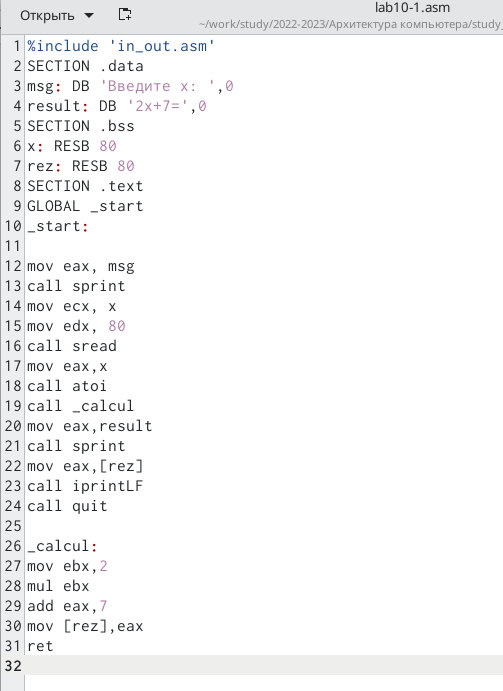 Открыть
lab10-1.asm
~/work/study/2022-2023/Архитектура компьютера/study_
1 %include 'in_out.asm'
2 SECTION .data
3 msg: DB 'Введите x: ',0
4 result: DB '2x+7=',0
5 SECTION .bss
6 x: RESB 80
7 rez: RESB 80
8 SECTION .text
9 GLOBAL _start
10 _start:
11
12 mov eax, msg
13 call sprint
14 mov ecx, x
15 mov edx, 80
16 call sread
17 mov eax,x
18 call atoi
19 call _calcul
20 mov eax,result
21 call sprint
22 mov eax,[rez]
23 call iprintLF
24 call quit
25
26 _calcul:
27 mov ebx,2
28 mul ebx
29 add eax,7
30 mov [rez],eax
31 ret
32